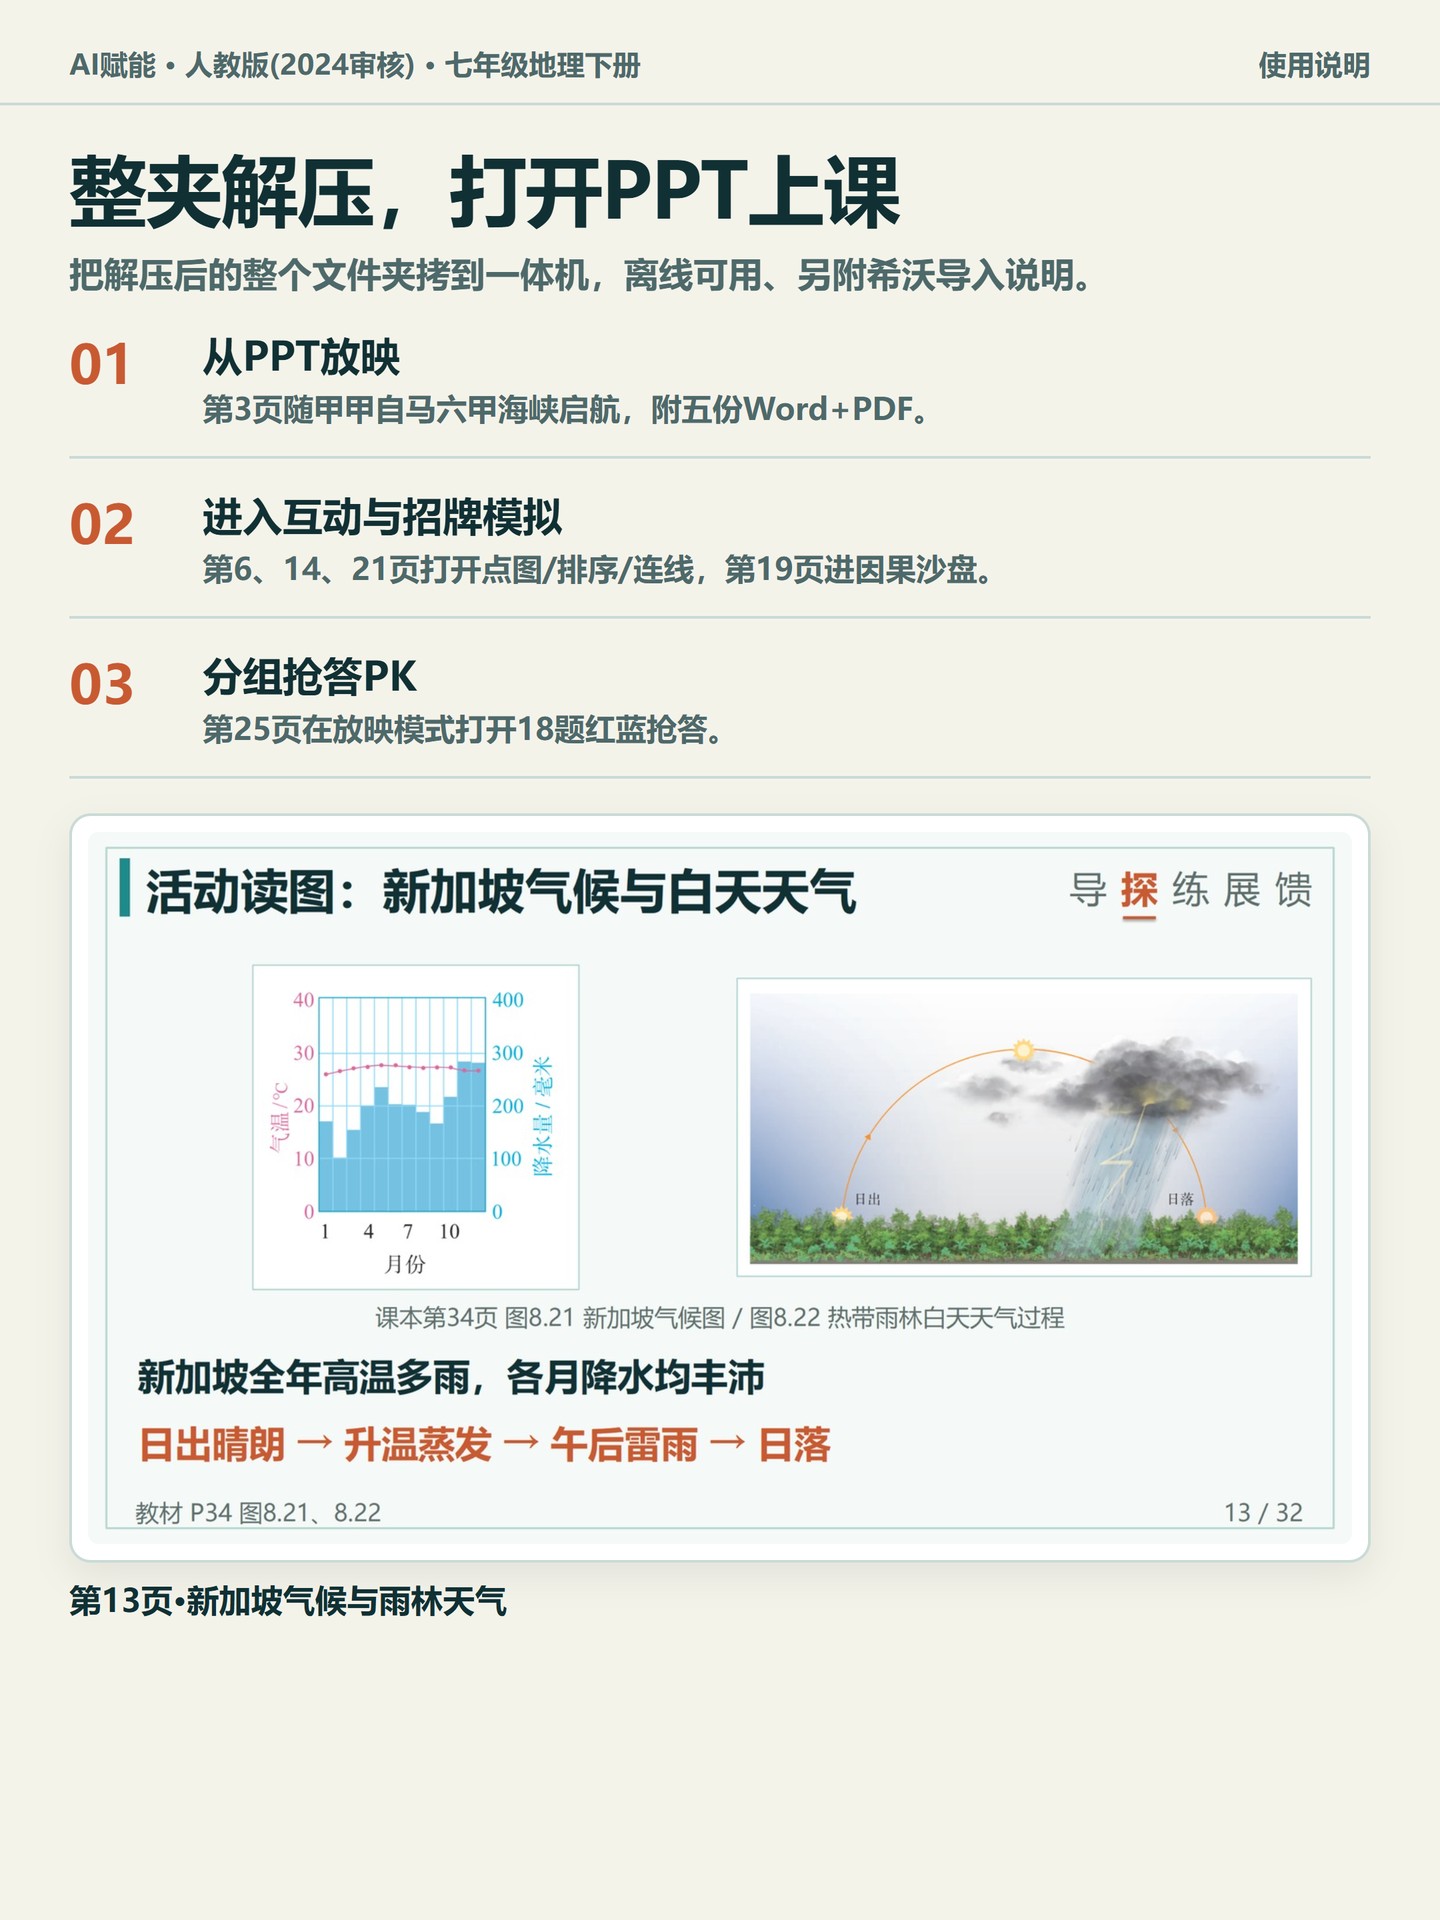 AI赋能 • 人教版(2024审核) • 七年级地理下册
使用说明
整夹解压，打开PPT上课
把解压后的整个文件夹拷到一体机，离线可用、另附希沃导入说明。
01
从PPT放映
第3页随甲甲自马六甲海峡启航，附五份Word+PDF。
02
进入互动与招牌模拟
第6、14、21页打开点图/排序/连线，第19页进因果沙盘。
03
分组抢答PK
第25页在放映模式打开18题红蓝抢答。
活动读图：新加坡气候与白天天气
导 探 练 展 馈
40
30
20
10
0
气温/℃
400
300
200
100
0
降水量/毫米
1 4 7 10
月份
日出
日落
课本第34页 图8.21 新加坡气候图 / 图8.22 热带雨林白天天气过程
新加坡全年高温多雨，各月降水均丰沛
日出晴朗 → 升温蒸发 → 午后雷雨 → 日落
教材 P34 图8.21、8.22
13 / 32
第13页•新加坡气候与雨林天气